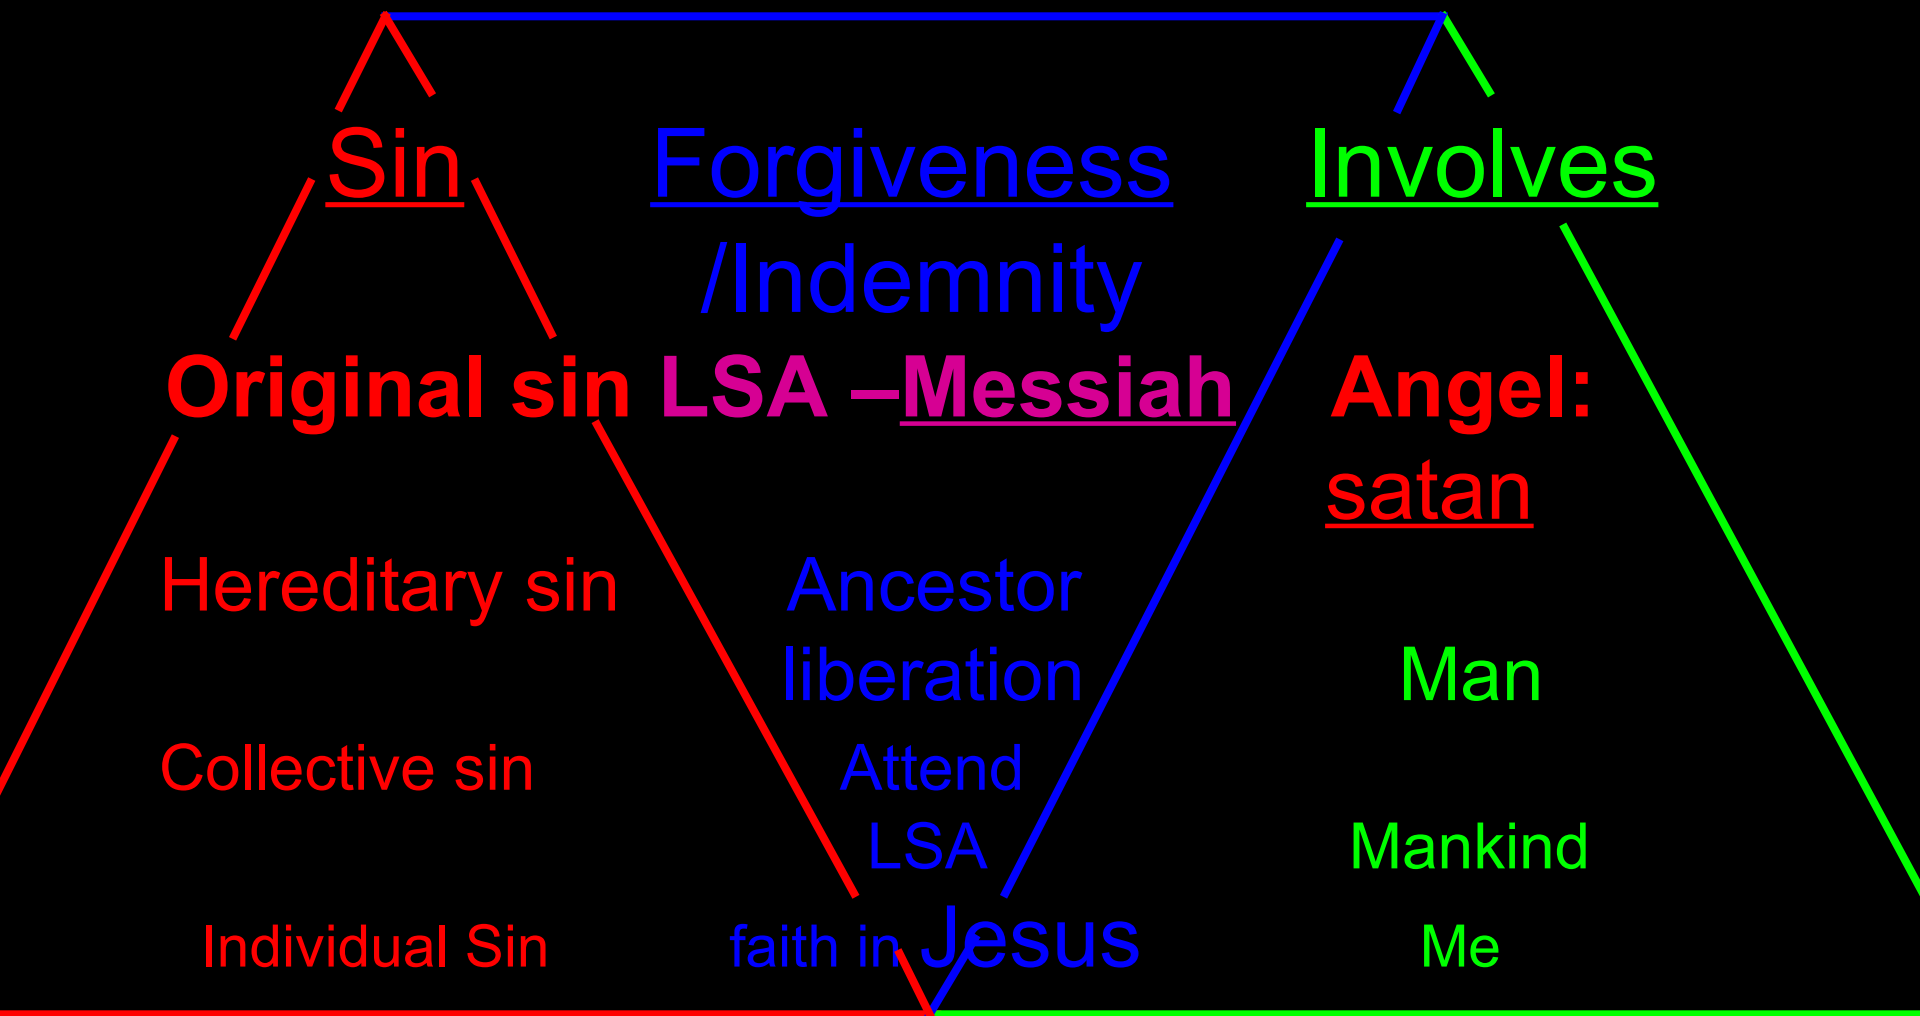 Sin Forgiveness Involves
/Indemnity
Original sin LSA –Messiah Angel:
satan
Hereditary sin Ancestor
liberation Man
Collective sin Attend
LSA Mankind
Individual Sin faith in Jesus Me